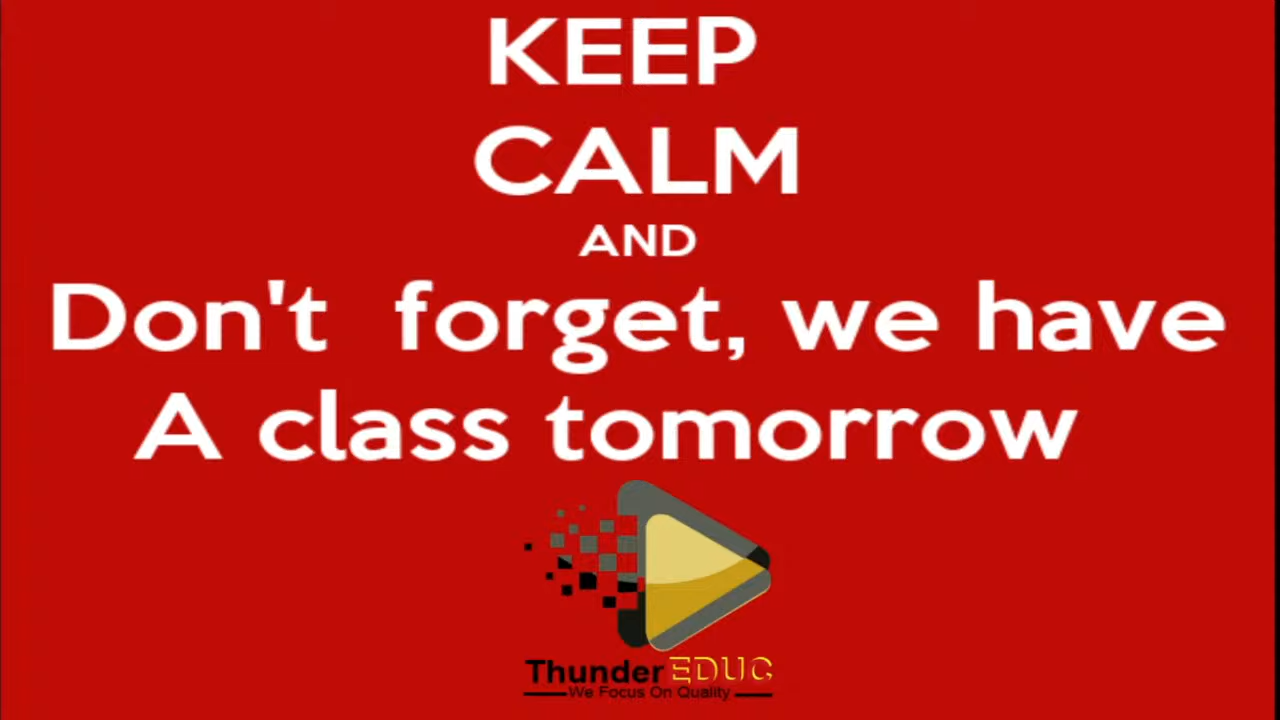 KEEP
CALM
AND
Don't forget, we have
A class tomorrow
Thunder EDUC
We Focus On Quality